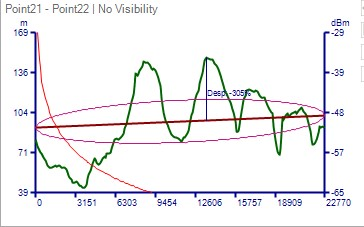 Point21 - Point22 | No Visibility
m dBm
169 -29
136 -39
Desp -305%
104 -48
71 -57
39 -65
0 3151 6303 9454 12606 15757 18909 22770